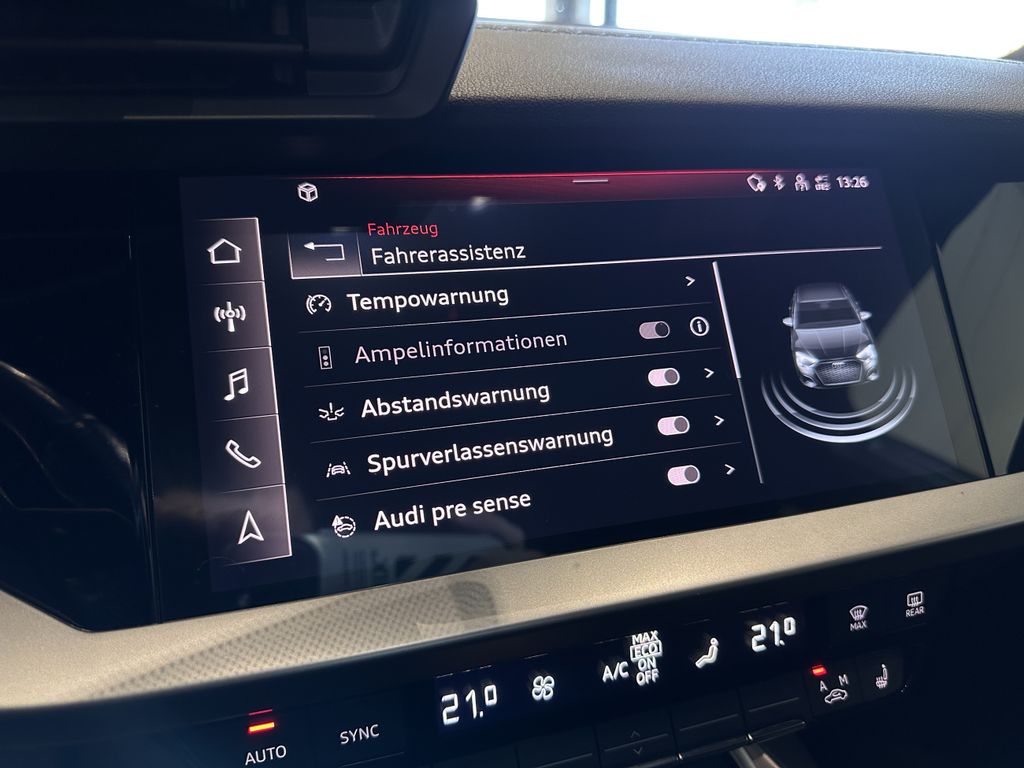 13:26
Fahrzeug
Fahrerassistenz
Tempowarnung
Ampelinformationen
Abstandswarnung
Spurverlassenswarnung
Audi pre sense
21.0
A/C
MAX
ECO
ON
OFF
21.0
MAX
REAR
AUTO
SYNC
A M